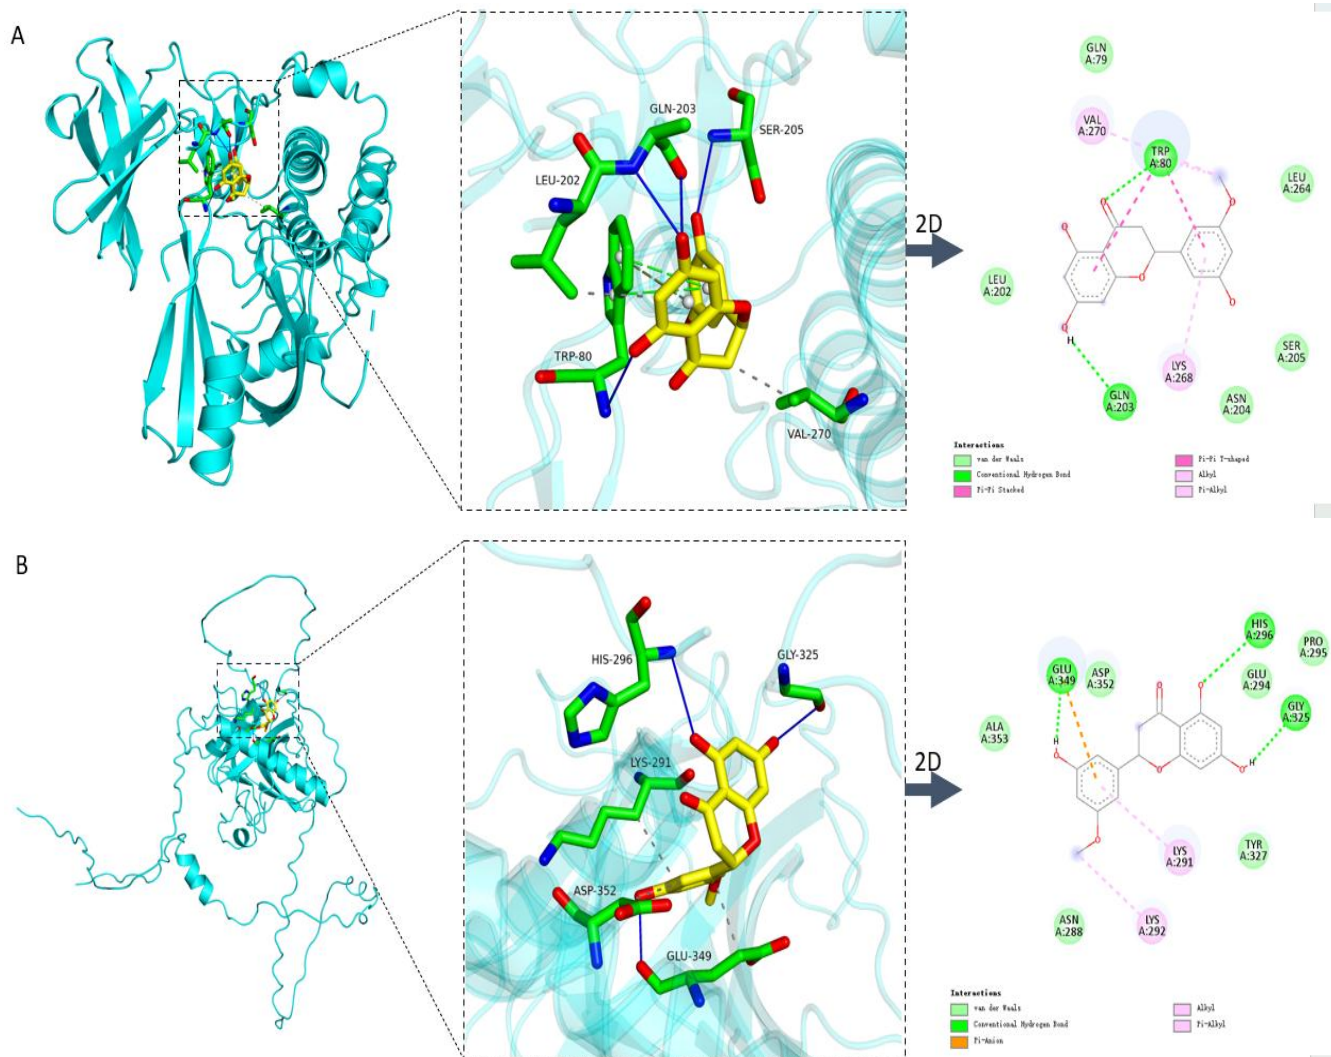 A
GLN-203
SER-205
LEU-202
TRP-80
VAL-270
2D
GLN
A:79
VAL
A:270
TRP
A:80
LEU
A:264
LEU
A:202
SER
A:205
LYS
A:268
GLN
A:203
ASN
A:204
H
Interactions
van der Waals
Conventional Hydrogen Bond
Pi-Pi Stacked
Pi-Pi T-shaped
Alkyl
Pi-Alkyl
B
HIS-296
GLY-325
LYS-291
ASP-352
GLU-349
2D
HIS
A:296
PRO
A:295
GLU
A:349
ASP
A:352
GLU
A:294
GLY
A:325
ALA
A:353
H
H
LYS
A:291
TYR
A:327
ASN
A:288
LYS
A:292
Interactions
van der Waals
Conventional Hydrogen Bond
Pi-Anion
Alkyl
Pi-Alkyl